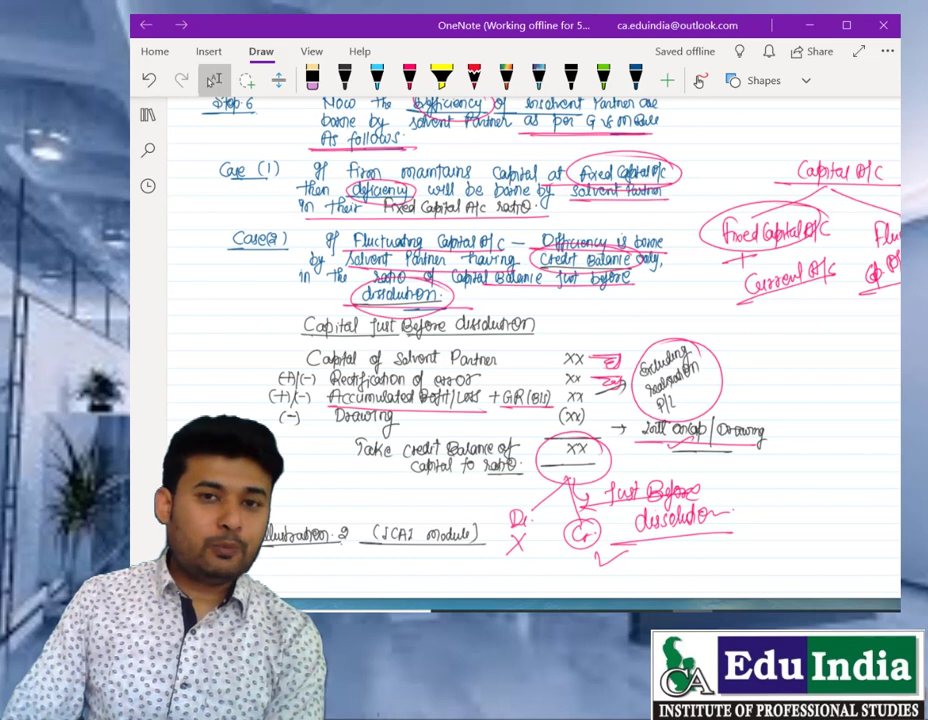 OneNote (Working offline for 5...
ca.eduindia@outlook.com
Home Insert Draw View Help
Saved offline
Share
Shapes
Step. 6
Now the Defficiency of insolvent Partner are
borne by solvent Partner as per G vs M Rule
As follows.
Case (1) If firm maintains Capital at fixed Capital A/c
then deficiency will be borne by solvent Partner
in their fixed Capital A/c ratio.
Case(2) If Fluctuating Capital A/C – Defficiency is borne
by solvent Partner having credit Balance only,
in the ratio of Capital Balance just before
dissolution.
Capital A/C
fixed Capital A/C
+
Current A/c
Capital Just Before dissolution
Capital of Solvent Partner XX
(+)/(-) Rectification of error XX
(+)/(-) Accumulated Profit/Loss + GR(B/S) XX
(-) Drawing (XX)
Take credit Balance of
capital to ratio. XX
Excluding
realisation
P/L
→ Int on cap/Drawing
Just Before
dissolution
Dr.
X
Cr.
Illustration. 2 (ICAI module)
CA
Edu India
INSTITUTE OF PROFESSIONAL STUDIES